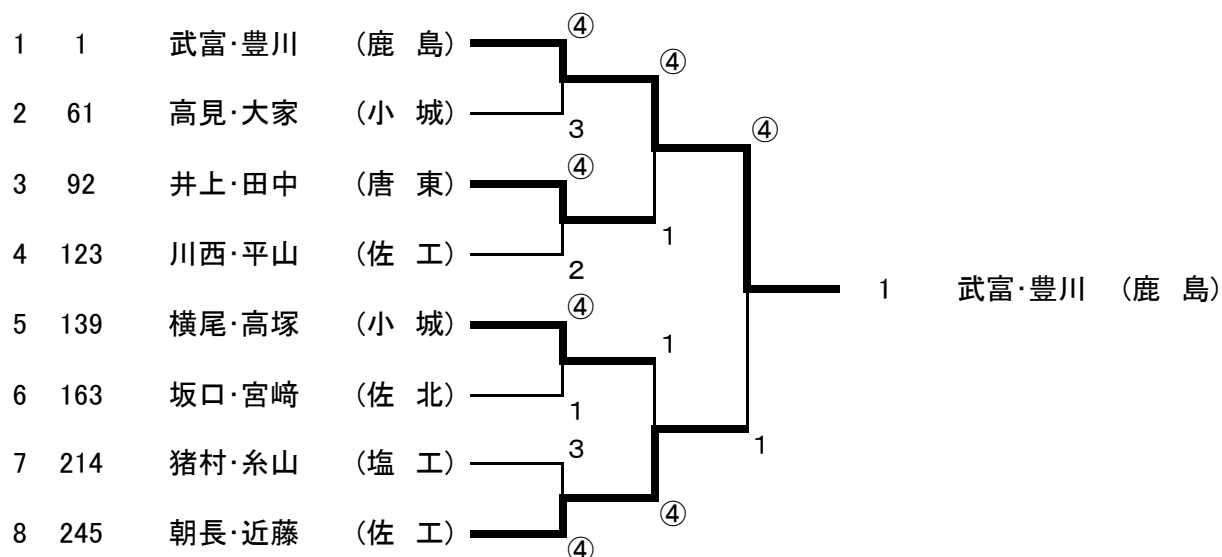 ④
1 1 武富・豊川 (鹿 島)
④
2 61 高見・大家 (小 城)
3
④
④
3 92 井上・田中 (唐 東)
1
4 123 川西・平山 (佐 工)
2
1 武富・豊川 (鹿 島)
④
5 139 横尾・高塚 (小 城)
1
6 163 坂口・宮﨑 (佐 北)
1
3
1
7 214 猪村・糸山 (塩 工)
④
8 245 朝長・近藤 (佐 工)
④